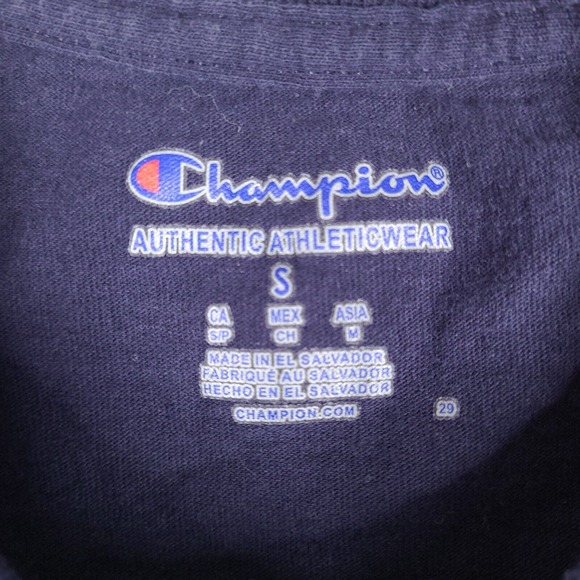 Champion®
AUTHENTIC ATHLETICWEAR
S
CA MEX ASIA
S/P CH M
MADE IN EL SALVADOR
FABRIQUÉ AU SALVADOR
HECHO EN EL SALVADOR
CHAMPION.COM 29